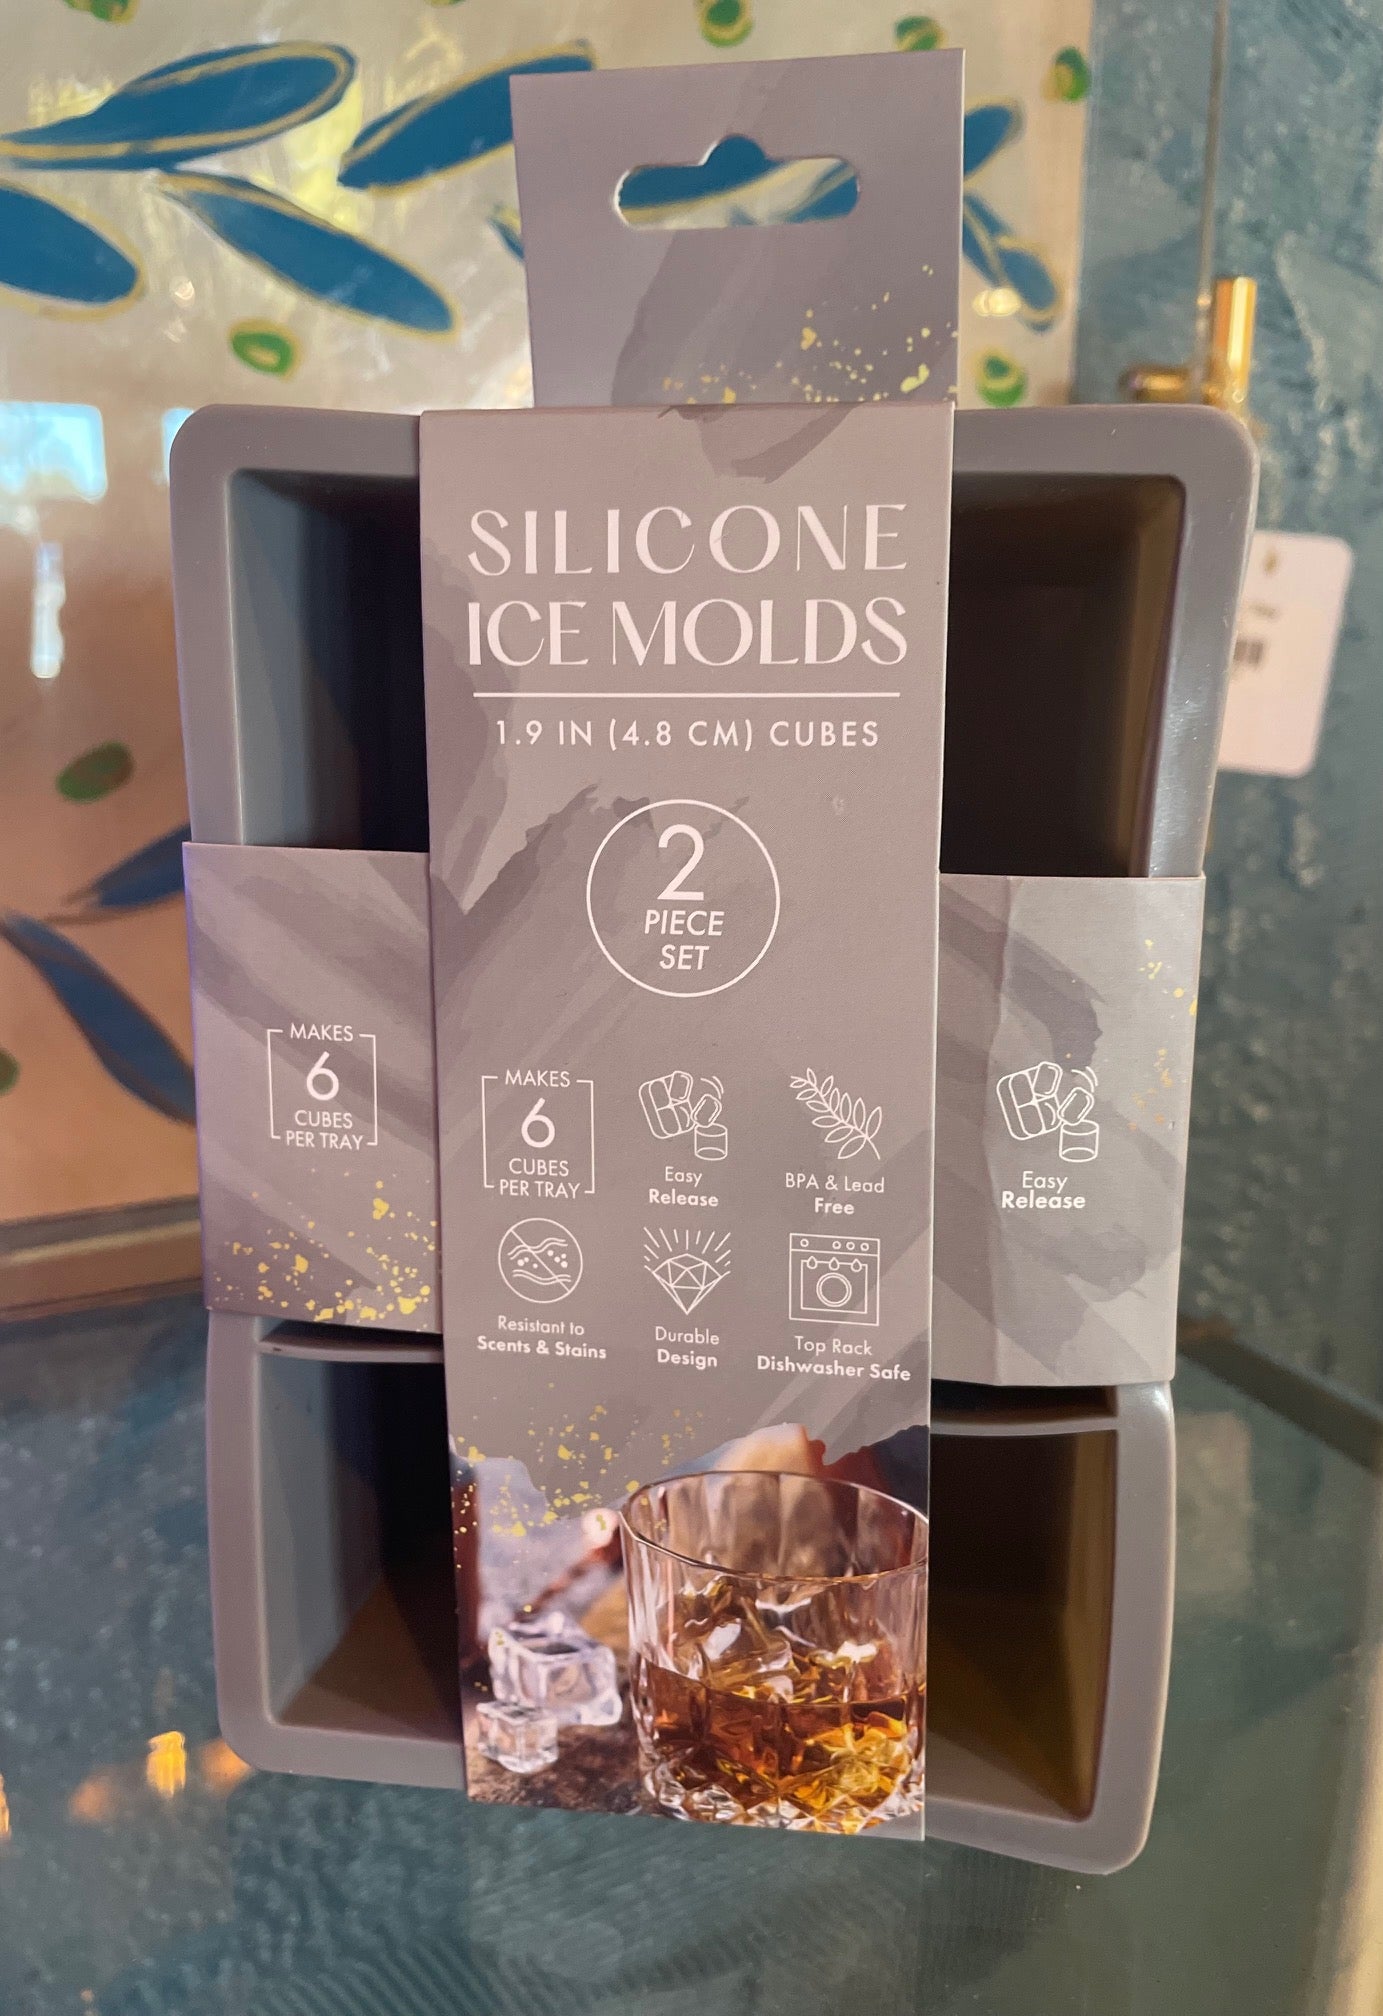 SILICONE
ICE MOLDS
1.9 IN (4.8 CM) CUBES
2
PIECE
SET
MAKES
6
CUBES
PER TRAY
MAKES
6
CUBES
PER TRAY
Easy
Release
BPA & Lead
Free
Easy
Release
Resistant to
Scents & Stains
Durable
Design
Top Rack
Dishwasher Safe